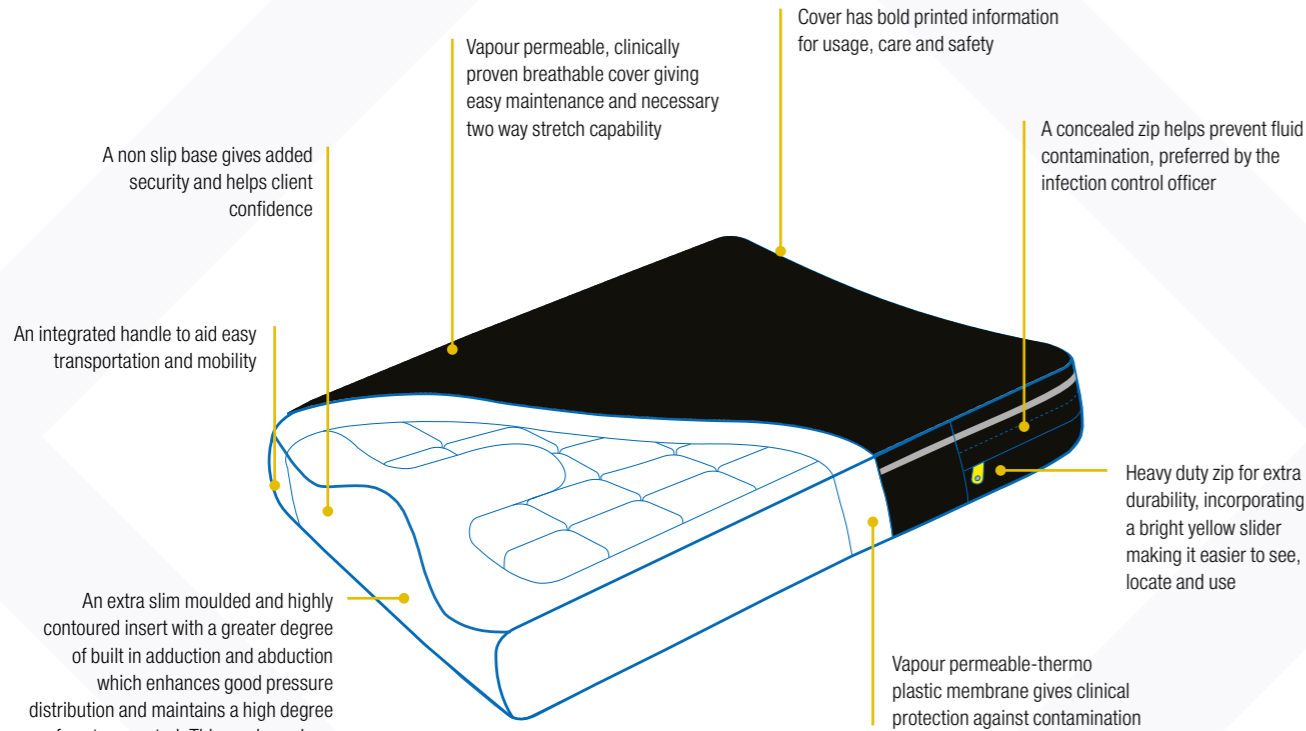 Cover has bold printed information
for usage, care and safety
Vapour permeable, clinically
proven breathable cover giving
easy maintenance and necessary
two way stretch capability
A concealed zip helps prevent fluid
contamination, preferred by the
infection control officer
A non slip base gives added
security and helps client
confidence
An integrated handle to aid easy
transportation and mobility
Heavy duty zip for extra
durability, incorporating
a bright yellow slider
making it easier to see,
locate and use
An extra slim moulded and highly
contoured insert with a greater degree
of built in adduction and abduction
which enhances good pressure
distribution and maintains a high degree
Vapour permeable-thermo
plastic membrane gives clinical
protection against contamination